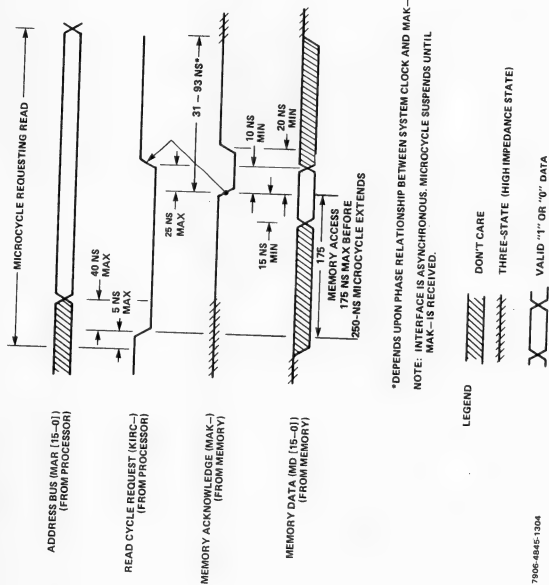 MICROCYCLE REQUESTING READ
ADDRESS BUS (MAR [15–0])
(FROM PROCESSOR)
40 NS
MAX
5 NS
MAX
READ CYCLE REQUEST (KIRC–)
(FROM PROCESSOR)
25 NS
MAX
31 – 93 NS*
MEMORY ACKNOWLEDGE (MAK–)
(FROM MEMORY)
10 NS
MIN
15 NS
MIN
20 NS
MIN
MEMORY DATA (MD [15–0])
(FROM MEMORY)
175
MEMORY ACCESS
175 NS MAX BEFORE
250-NS MICROCYCLE EXTENDS
*DEPENDS UPON PHASE RELATIONSHIP BETWEEN SYSTEM CLOCK AND MAK–
NOTE: INTERFACE IS ASYNCHRONOUS. MICROCYCLE SUSPENDS UNTIL
MAK– IS RECEIVED.
LEGEND
DON'T CARE
THREE-STATE (HIGH IMPEDANCE STATE)
VALID "1" OR "0" DATA
7906-4845-1304